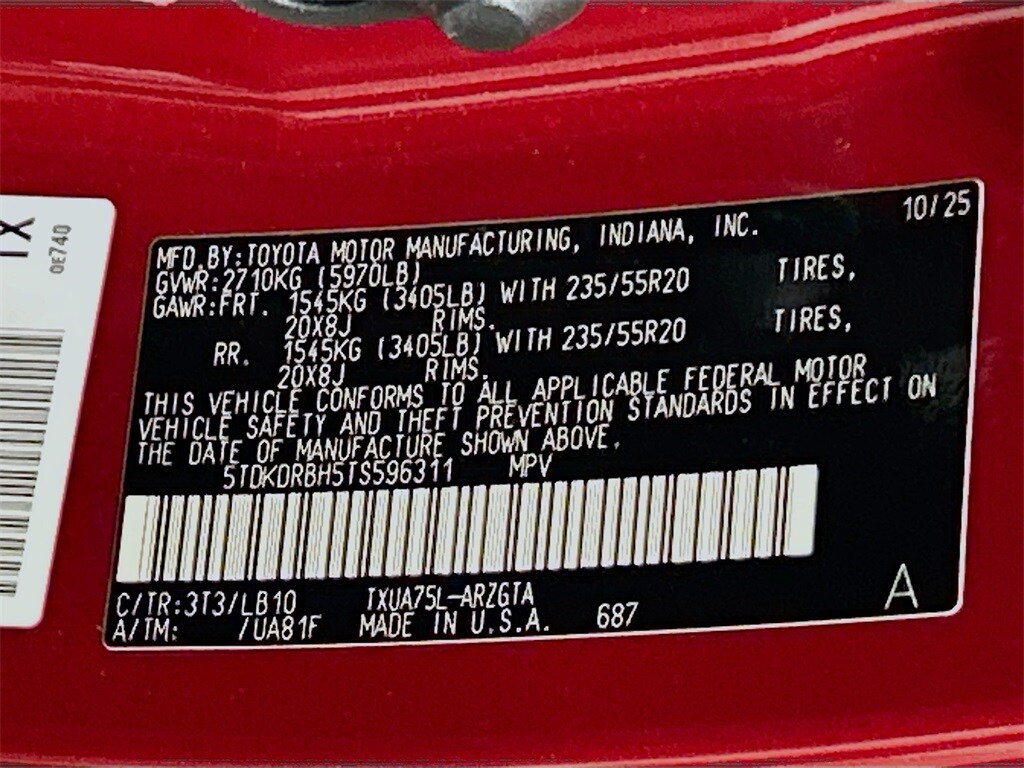 1X
0E740
10/25
MFD.BY:TOYOTA MOTOR MANUFACTURING, INDIANA, INC.
GVWR:2710KG (5970LB)
GAWR:FRT. 1545KG (3405LB) WITH 235/55R20 TIRES,
20X8J RIMS.
RR. 1545KG (3405LB) WITH 235/55R20 TIRES,
20X8J RIMS.
THIS VEHICLE CONFORMS TO ALL APPLICABLE FEDERAL MOTOR
VEHICLE SAFETY AND THEFT PREVENTION STANDARDS IN EFFECT ON
THE DATE OF MANUFACTURE SHOWN ABOVE.
5TDKDRBH5TS596311 MPV
C/TR:3T3/LB10 TXUA75L-ARZGTA
A/TM: /UA81F MADE IN U.S.A. 687
A